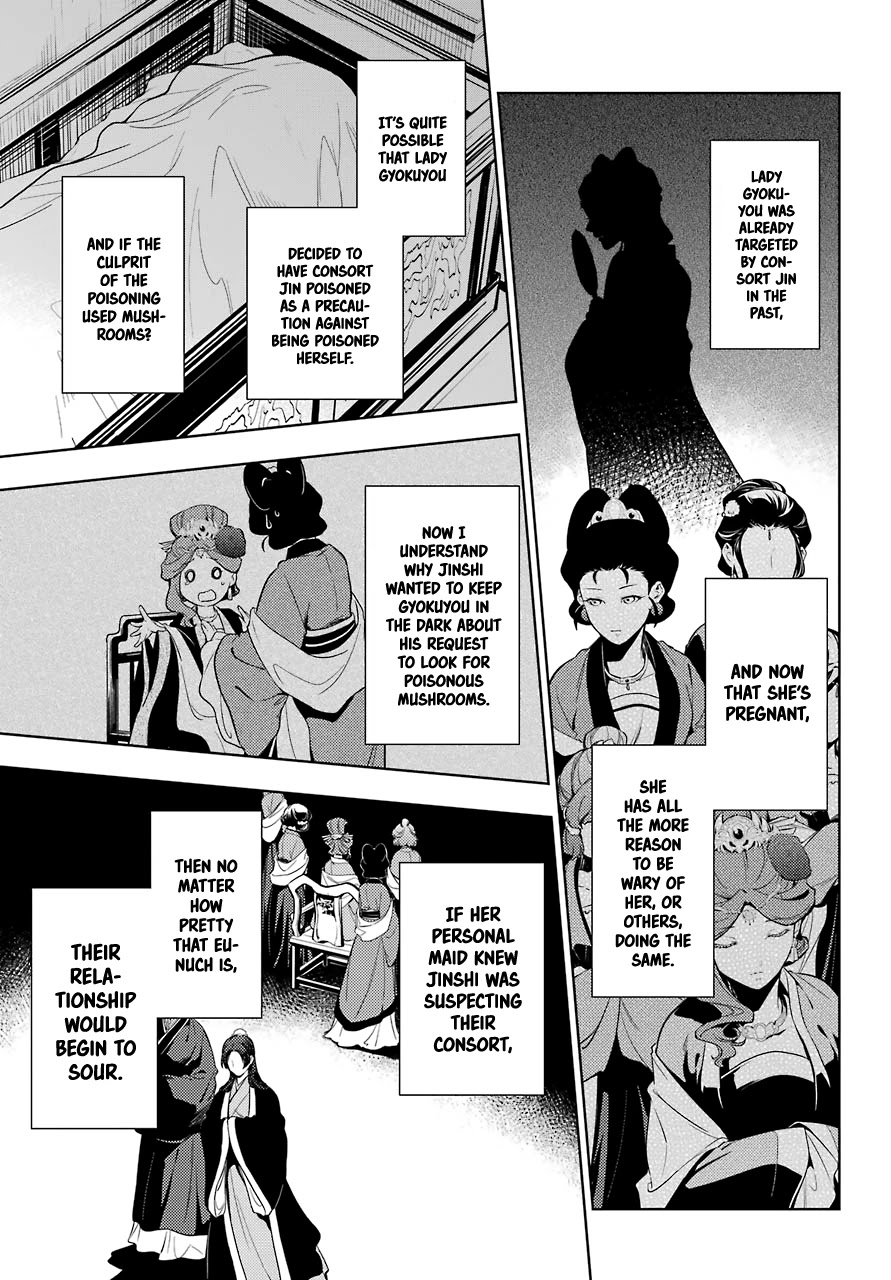 LADY
GYOKU-
YOU WAS
ALREADY
TARGETED
BY CON-
SORT JIN
IN THE
PAST,
AND NOW
THAT SHE'S
PREGNANT,
SHE
HAS ALL
THE MORE
REASON
TO BE
WARY OF
HER, OR
OTHERS,
DOING THE
SAME.
IT'S QUITE
POSSIBLE
THAT LADY
GYOKUYOU
DECIDED TO
HAVE CONSORT
JIN POISONED
AS A PRECAU-
TION AGAINST
BEING POISONED
HERSELF.
AND IF THE
CULPRIT
OF THE
POISONING
USED MUSH-
ROOMS?
NOW I
UNDERSTAND
WHY JINSHI
WANTED TO KEEP
GYOKUYOU IN
THE DARK ABOUT
HIS REQUEST
TO LOOK FOR
POISONOUS
MUSHROOMS.
IF HER
PERSONAL
MAID KNEW
JINSHI WAS
SUSPECTING
THEIR
CONSORT,
THEN NO
MATTER
HOW
PRETTY
THAT EU-
NUCH IS,
THEIR
RELA-
TIONSHIP
WOULD
BEGIN TO
SOUR.